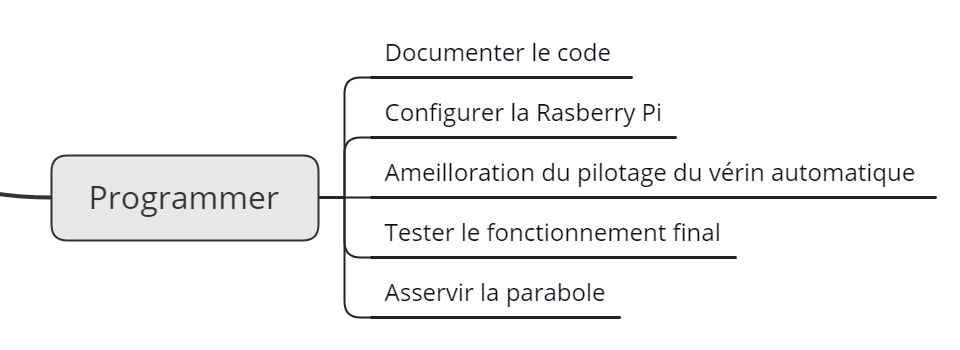 Documenter le code
Configurer la Rasberry Pi
Ameilloration du pilotage du vérin automatique
Programmer
Tester le fonctionnement final
Asservir la parabole